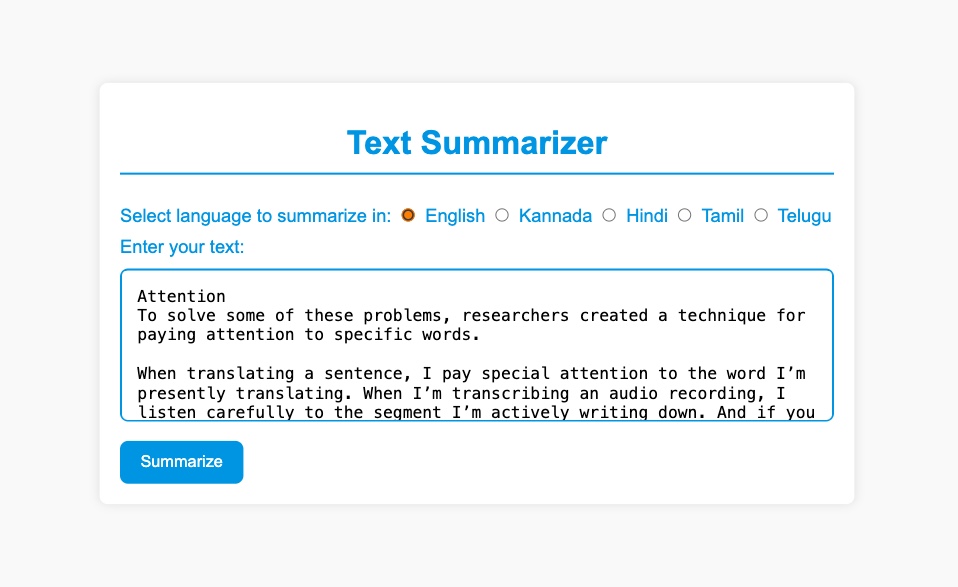 Text Summarizer
Select language to summarize in: English Kannada Hindi Tamil Telugu
Enter your text:
Attention
To solve some of these problems, researchers created a technique for
paying attention to specific words.
When translating a sentence, I pay special attention to the word I’m
presently translating. When I’m transcribing an audio recording, I
listen carefully to the segment I’m actively writing down. And if you
Summarize